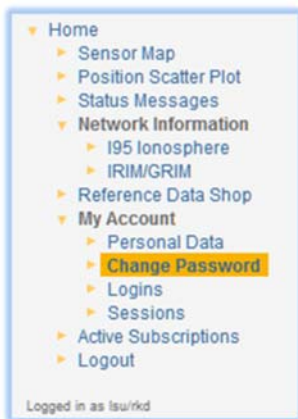 Home
Sensor Map
Position Scatter Plot
Status Messages
Network Information
I95 Ionosphere
IRIM/GRIM
Reference Data Shop
My Account
Personal Data
Change Password
Logins
Sessions
Active Subscriptions
Logout
Logged in as lsu/rkd